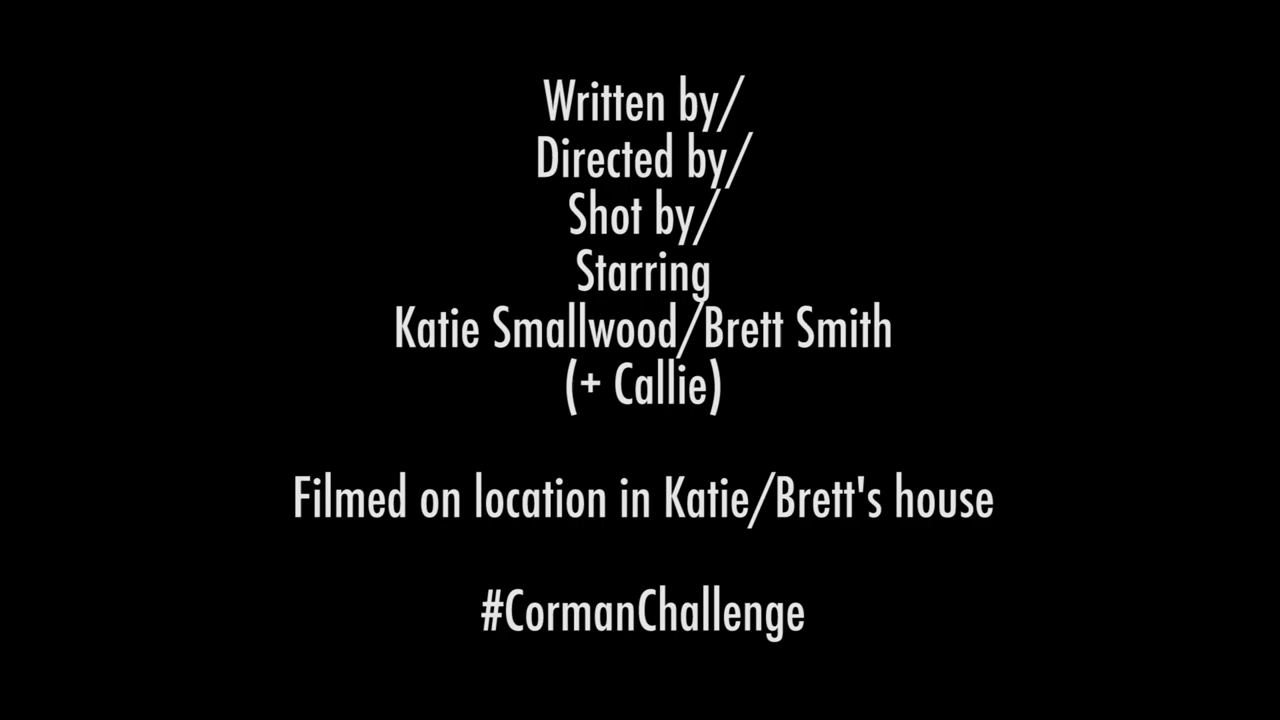 Written by/
Directed by/
Shot by/
Starring
Katie Smallwood/Brett Smith
(+ Callie)
Filmed on location in Katie/Brett's house
#CormanChallenge